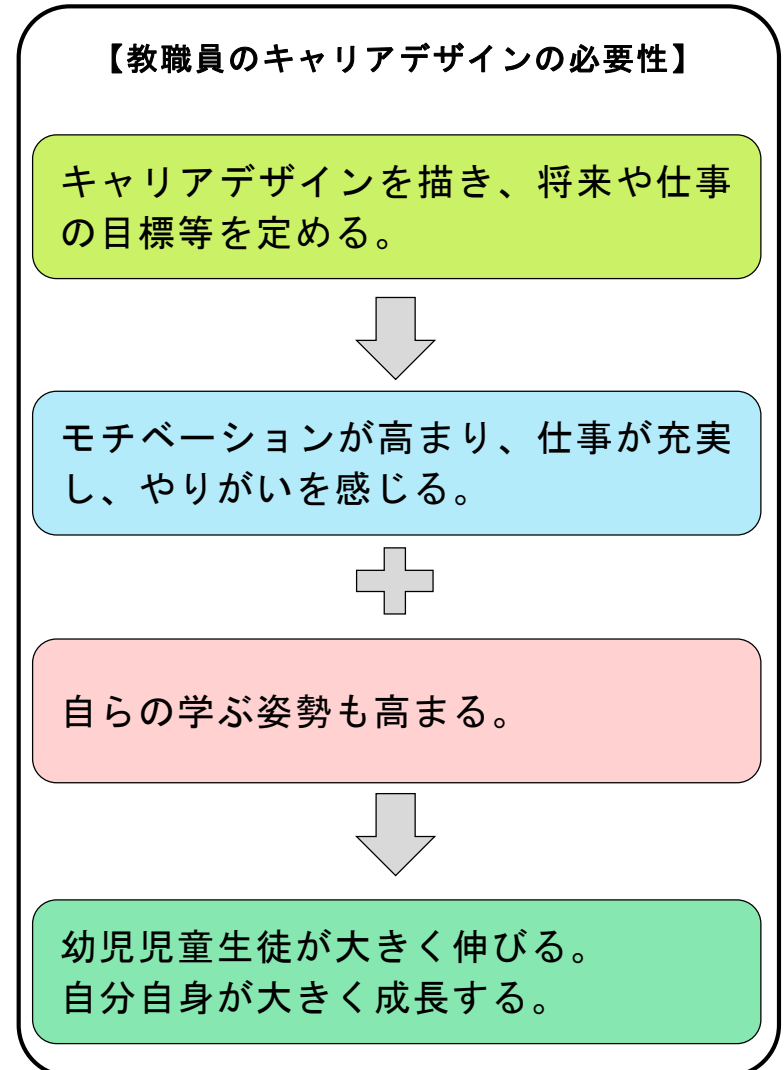 【教職員のキャリアデザインの必要性】
キャリアデザインを描き、将来や仕事
の目標等を定める。
モチベーションが高まり、仕事が充実
し、やりがいを感じる。
自らの学ぶ姿勢も高まる。
幼児児童生徒が大きく伸びる。
自分自身が大きく成長する。